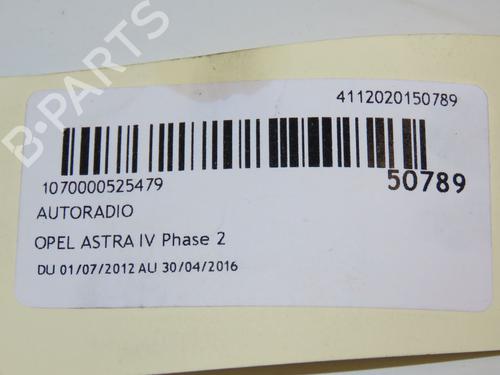 4112020150789
1070000525479
50789
AUTORADIO
OPEL ASTRA IV Phase 2
DU 01/07/2012 AU 30/04/2016
B-PARTS